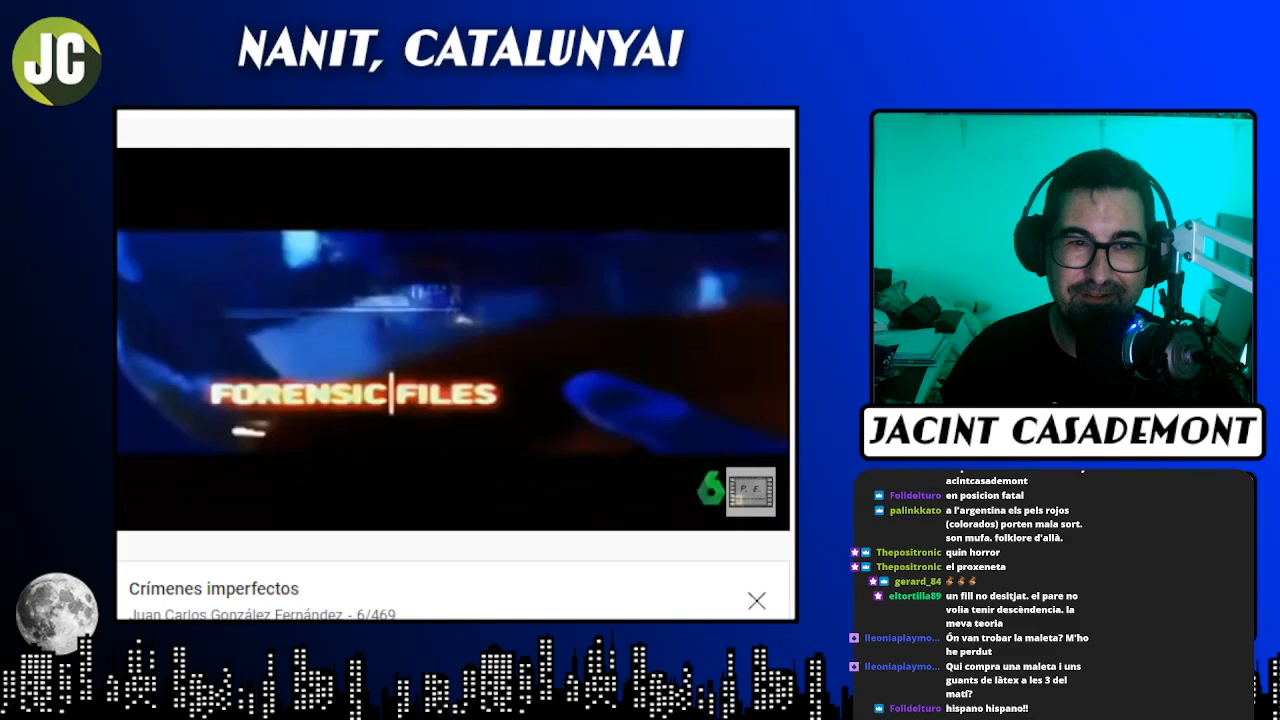 JC
NANIT, CATALUNYA!
FORENSIC FILES
6
P. F.
Crímenes imperfectos
Juan Carlos González Fernández - 6/469
JACINT CASADEMONT
acintcasademont
Folldelturo en posicion fatal
palinkkato a l'argentina els pels rojos
(colorados) porten mala sort.
son mufa. folklore d'allà.
Thepositronic quin horror
Thepositronic el proxeneta
gerard_84
eltortilla89 un fill no desitjat. el pare no
volia tenir descèndencia. la
meva teoria
lleoniaplaymo... Ón van trobar la maleta? M'ho
he perdut
lleoniaplaymo... Qui compra una maleta i uns
guants de làtex a les 3 del
matí?
Folldelturo hispano hispano!!